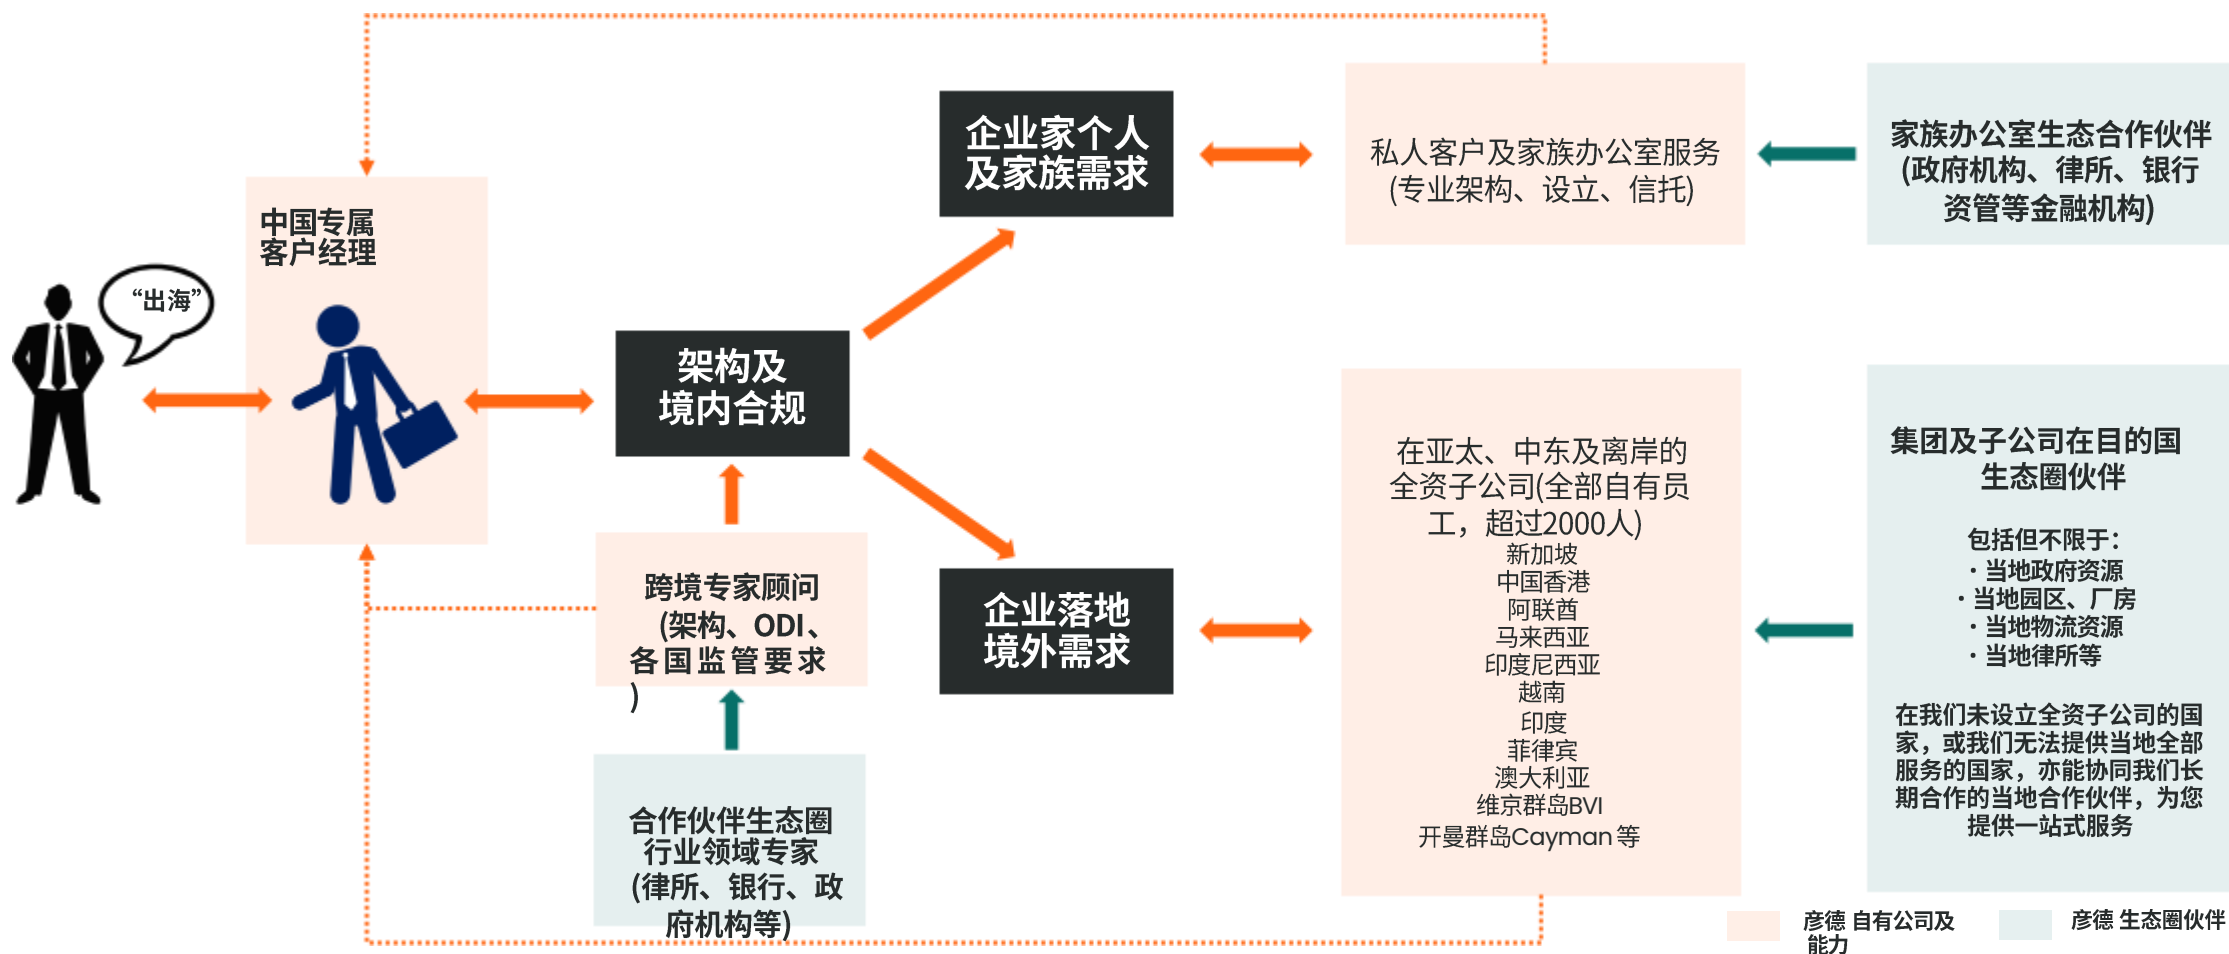 “出海”
中国专属
客户经理
架构及
境内合规
跨境专家顾问
(架构、ODI、
各国监管要求
)
合作伙伴生态圈
行业领域专家
(律所、银行、政
府机构等)
企业家个人
及家族需求
企业落地
境外需求
私人客户及家族办公室服务
(专业架构、设立、信托)
在亚太、中东及离岸的
全资子公司(全部自有员
工，超过2000人)
新加坡
中国香港
阿联酋
马来西亚
印度尼西亚
越南
印度
菲律宾
澳大利亚
维京群岛BVI
开曼群岛Cayman 等
家族办公室生态合作伙伴
(政府机构、律所、银行
资管等金融机构)
集团及子公司在目的国
生态圈伙伴
包括但不限于：
· 当地政府资源
· 当地园区、厂房
· 当地物流资源
· 当地律所等
在我们未设立全资子公司的国
家，或我们无法提供当地全部
服务的国家，亦能协同我们长
期合作的当地合作伙伴，为您
提供一站式服务
彦德 自有公司及
能力
彦德 生态圈伙伴